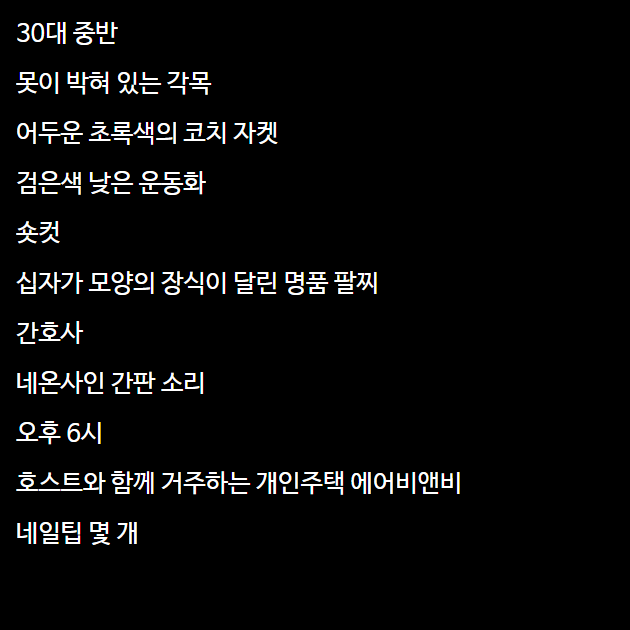 30대 중반
못이 박혀 있는 각목
어두운 초록색의 코치 자켓
검은색 낮은 운동화
숏컷
십자가 모양의 장식이 달린 명품 팔찌
간호사
네온사인 간판 소리
오후 6시
호스트와 함께 거주하는 개인주택 에어비앤비
네일팁 몇 개